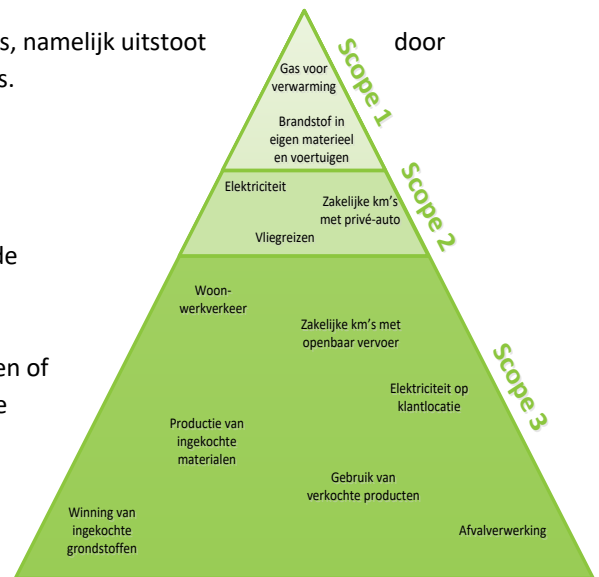 s, namelijk uitstoot door
s.
de
en of
e
Gas voor
verwarming
Brandstof in
eigen materieel
en voertuigen
Scope 1
Elektriciteit
Zakelijke km's
met privé-auto
Vliegreizen
Scope 2
Woon-
werkverkeer
Zakelijke km's met
openbaar vervoer
Elektriciteit op
klantlocatie
Productie van
ingekochte
materialen
Gebruik van
verkochte producten
Winning van
ingekochte
grondstoffen
Afvalverwerking
Scope 3